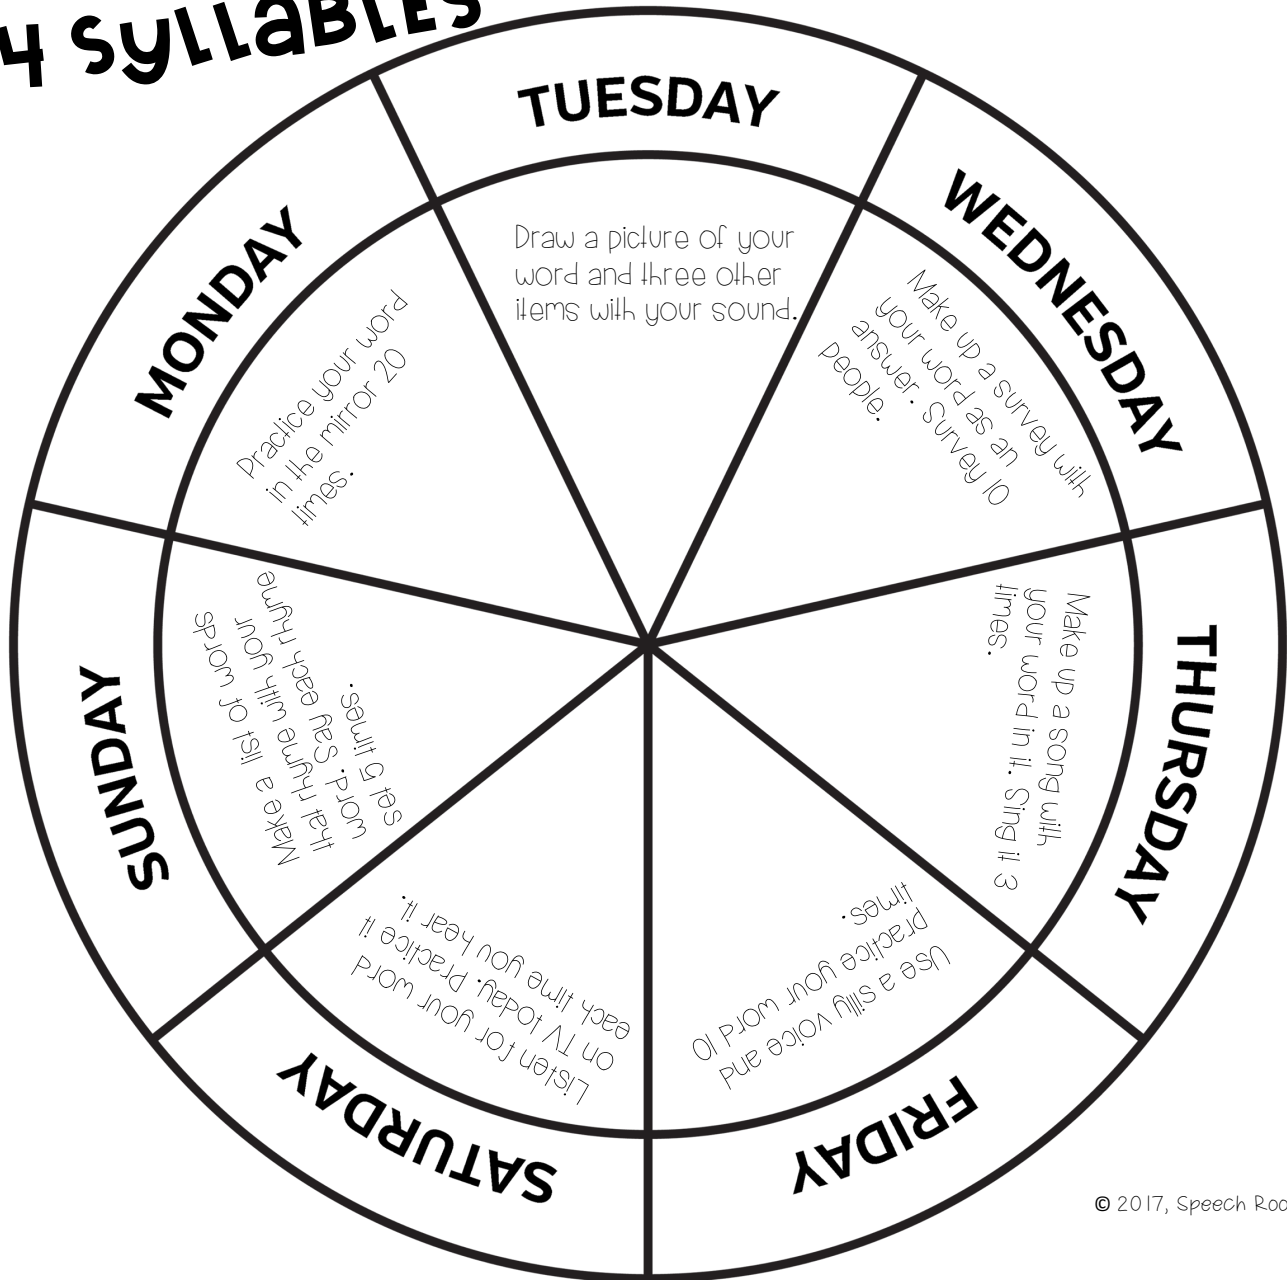 4 SyLLABLES
MONDAY
Practice your word
in the mirror 20
times.
TUESDAY
Draw a picture of your
word and three other
items with your sound.
WEDNESDAY
Make up a survey with
your word as an
answer. Survey 10
people.
THURSDAY
Make up a song with
your word in it. Sing it 3
times.
FRIDAY
Use a silly voice and
practice your word 10
times.
SATURDAY
Listen for your word
on TV today. Practice it
each time you hear it.
SUNDAY
Make a list of words
that rhyme with your
word. Say each rhyme
set 5 times.
© 2017, Speech